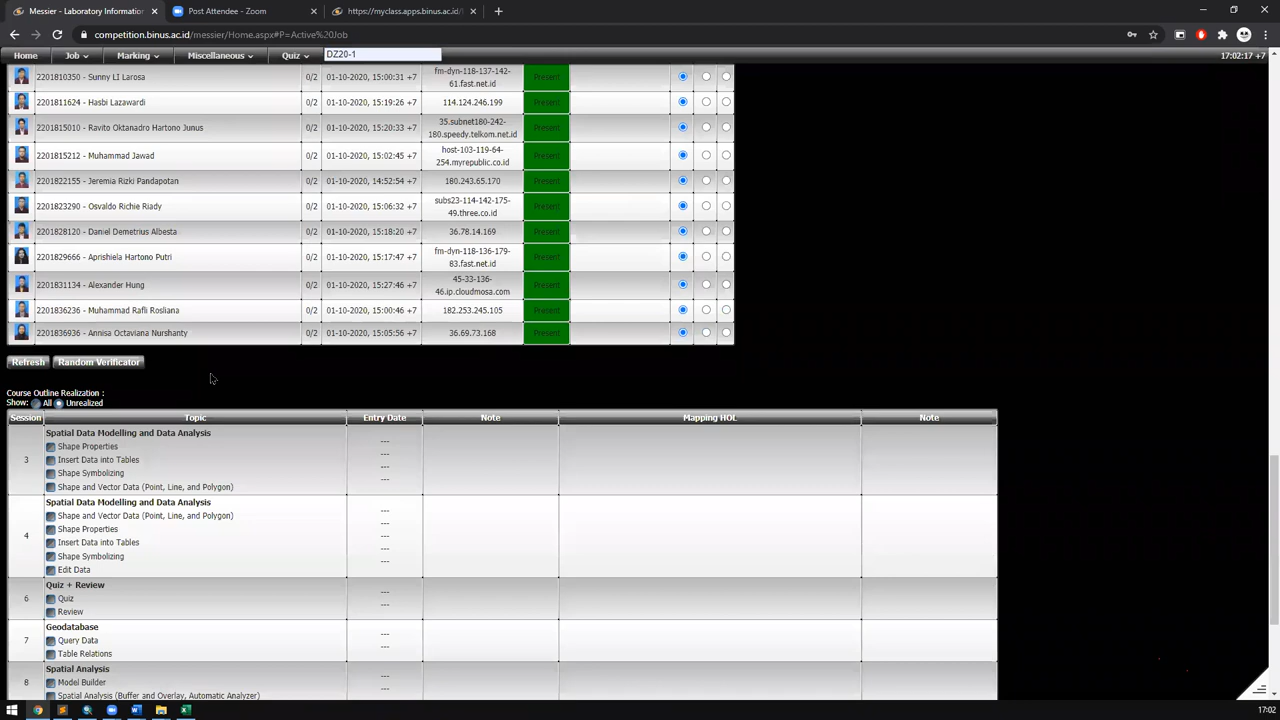 Messier - Laboratory Information
Post Attendee - Zoom
https://myclass.apps.binus.ac.id/
competition.binus.ac.id/messier/Home.aspx#P=Active%20Job
Home Job Marking Miscellaneous Quiz DZ20-1 17:02:17 +7
2201810350 - Sunny LI Larosa 0/2 01-10-2020, 15:00:31 +7 fm-dyn-118-137-142-
61.fast.net.id Present
2201811624 - Hasbi Lazawardi 0/2 01-10-2020, 15:19:26 +7 114.124.246.199 Present
2201815010 - Ravito Oktanadro Hartono Junus 0/2 01-10-2020, 15:20:33 +7 35.subnet180-242-
180.speedy.telkom.net.id Present
2201815212 - Muhammad Jawad 0/2 01-10-2020, 15:02:45 +7 host-103-119-64-
254.myrepublic.co.id Present
2201822155 - Jeremia Rizki Pandapotan 0/2 01-10-2020, 14:52:54 +7 180.243.65.170 Present
2201823290 - Osvaldo Richie Riady 0/2 01-10-2020, 15:06:32 +7 subs23-114-142-175-
49.three.co.id Present
2201828120 - Daniel Demetrius Albesta 0/2 01-10-2020, 15:18:20 +7 36.78.14.169 Present
2201829666 - Aprishiela Hartono Putri 0/2 01-10-2020, 15:17:47 +7 fm-dyn-118-136-179-
83.fast.net.id Present
2201831134 - Alexander Hung 0/2 01-10-2020, 15:27:46 +7 45-33-136-
46.ip.cloudmosa.com Present
2201836236 - Muhammad Rafli Rosliana 0/2 01-10-2020, 15:00:46 +7 182.253.245.105 Present
2201836936 - Annisa Octaviana Nurshanty 0/2 01-10-2020, 15:05:56 +7 36.69.73.168 Present
Refresh Random Verificator
Course Outline Realization :
Show: All Unrealized
Session Topic Entry Date Note Mapping HOL Note
3 Spatial Data Modelling and Data Analysis
Shape Properties ---
Insert Data into Tables ---
Shape Symbolizing ---
Shape and Vector Data (Point, Line, and Polygon) ---
4 Spatial Data Modelling and Data Analysis
Shape and Vector Data (Point, Line, and Polygon) ---
Shape Properties ---
Insert Data into Tables ---
Shape Symbolizing ---
Edit Data ---
6 Quiz + Review
Quiz ---
Review ---
7 Geodatabase
Query Data ---
Table Relations ---
8 Spatial Analysis
Model Builder
Spatial Analysis (Buffer and Overlay, Automatic Analyzer)
17:02